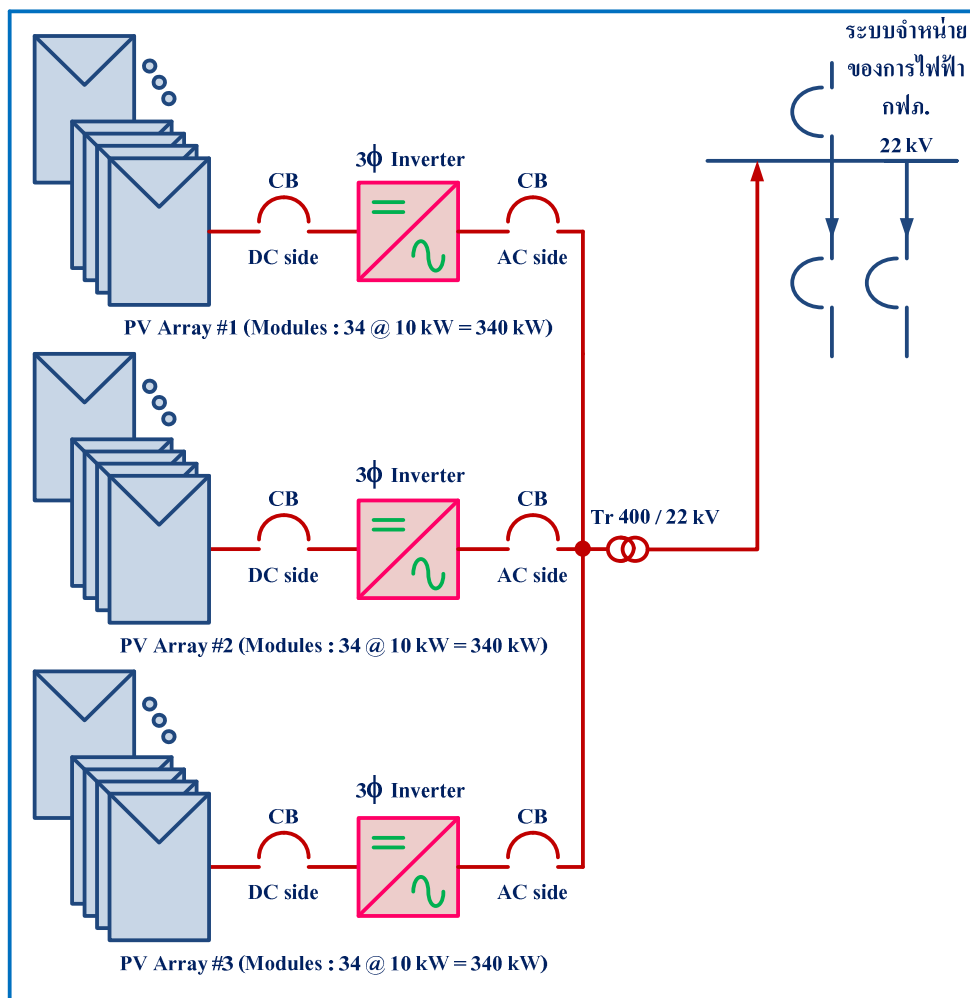 ระบบจำหน่าย
ของการไฟฟ้า
กฟภ.
22 kV
3ϕ Inverter
CB
CB
DC side
AC side
PV Array #1 (Modules : 34 @ 10 kW = 340 kW)
3ϕ Inverter
CB
CB
Tr 400 / 22 kV
DC side
AC side
PV Array #2 (Modules : 34 @ 10 kW = 340 kW)
3ϕ Inverter
CB
CB
DC side
AC side
PV Array #3 (Modules : 34 @ 10 kW = 340 kW)